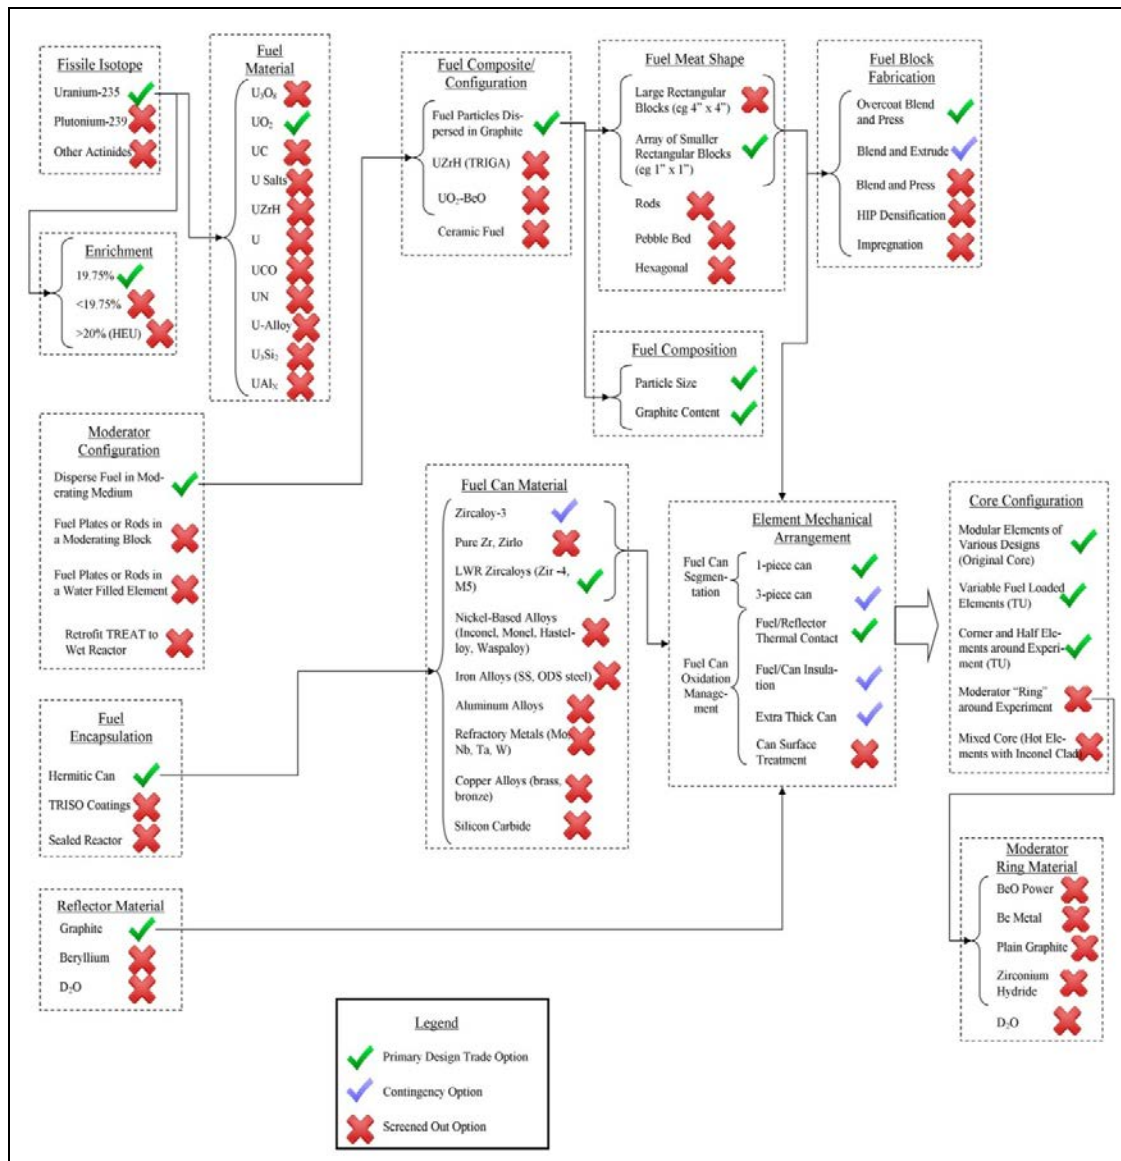 Fissile Isotope
Uranium-235
Plutonium-239
Other Actinides
Fuel
Material
U₃O₈
UO₂
UC
U Salts
UZrH
U
UCO
UN
U-Alloy
U₃Si₂
UAlₓ
Enrichment
19.75%
<19.75%
>20% (HEU)
Fuel Composite/
Configuration
Fuel Particles Dis-
persed in Graphite
UZrH (TRIGA)
UO₂-BeO
Ceramic Fuel
Fuel Meat Shape
Large Rectangular
Blocks (eg 4" x 4")
Array of Smaller
Rectangular Blocks
(eg 1" x 1")
Rods
Pebble Bed
Hexagonal
Fuel Block
Fabrication
Overcoat Blend
and Press
Blend and Extrude
Blend and Press
HIP Densification
Impregnation
Fuel Composition
Particle Size
Graphite Content
Moderator
Configuration
Disperse Fuel in Mod-
erating Medium
Fuel Plates or Rods in
a Moderating Block
Fuel Plates or Rods in
a Water Filled Element
Retrofit TREAT to
Wet Reactor
Fuel Can Material
Zircaloy-3
Pure Zr, Zirlo
LWR Zircaloys (Zir -4,
M5)
Nickel-Based Alloys
(Inconel, Monel, Hastel-
loy, Waspaloy)
Iron Alloys (SS, ODS steel)
Aluminum Alloys
Refractory Metals (Mo,
Nb, Ta, W)
Copper Alloys (brass,
bronze)
Silicon Carbide
Element Mechanical
Arrangement
Fuel Can
Segmen-
tation
1-piece can
3-piece can
Fuel Can
Oxidation
Manage-
ment
Fuel/Reflector
Thermal Contact
Fuel/Can Insula-
tion
Extra Thick Can
Can Surface
Treatment
Core Configuration
Modular Elements of
Various Designs
(Original Core)
Variable Fuel Loaded
Elements (TU)
Corner and Half Ele-
ments around Experi-
ment (TU)
Moderator “Ring”
around Experiment
Mixed Core (Hot Ele-
ments with Inconel Clad)
Fuel
Encapsulation
Hermitic Can
TRISO Coatings
Sealed Reactor
Reflector Material
Graphite
Beryllium
D₂O
Moderator
Ring Material
BeO Power
Be Metal
Plain Graphite
Zirconium
Hydride
D₂O
Legend
Primary Design Trade Option
Contingency Option
Screened Out Option